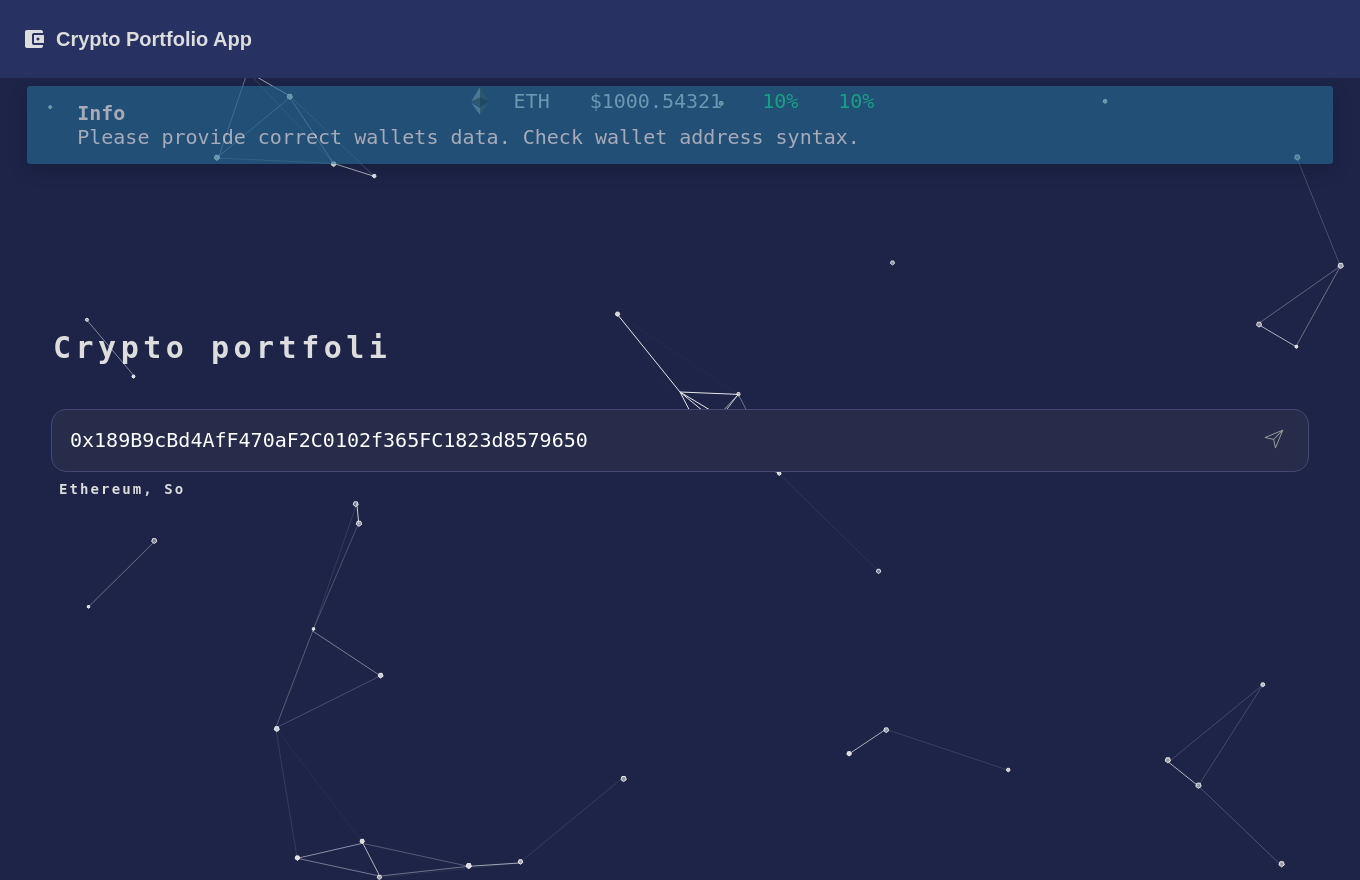 Crypto Portfolio App
ETH $1000.54321 10% 10%
Info
Please provide correct wallets data. Check wallet address syntax.
Crypto portfoli
0x189B9cBd4AfF470aF2C0102f365FC1823d8579650
Ethereum, So